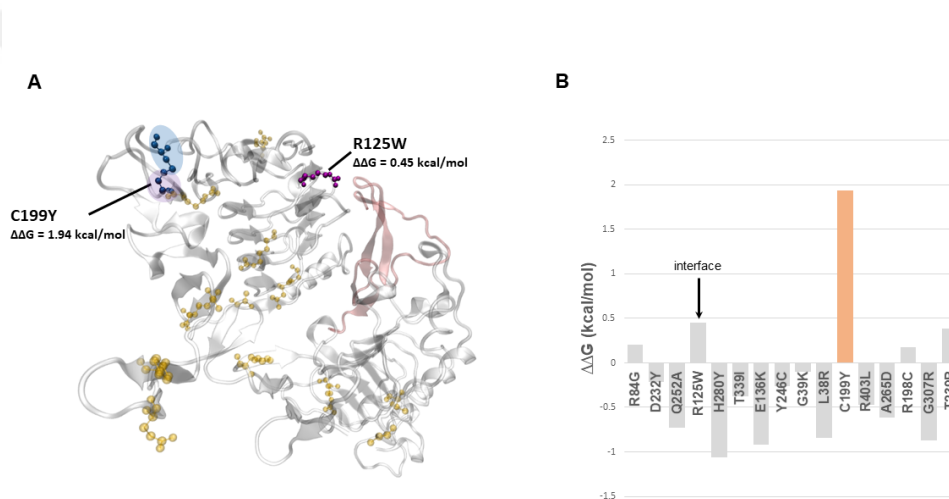 A
R125W
ΔΔG = 0.45 kcal/mol
C199Y
ΔΔG = 1.94 kcal/mol
B
ΔΔG (kcal/mol)
2.5
2
1.5
1
0.5
0
-0.5
-1
-1.5
interface
R84G
D232Y
Q252A
R125W
H280Y
T339I
E136K
Y246C
G39K
L38R
C199Y
R403L
A265D
R198C
G307R